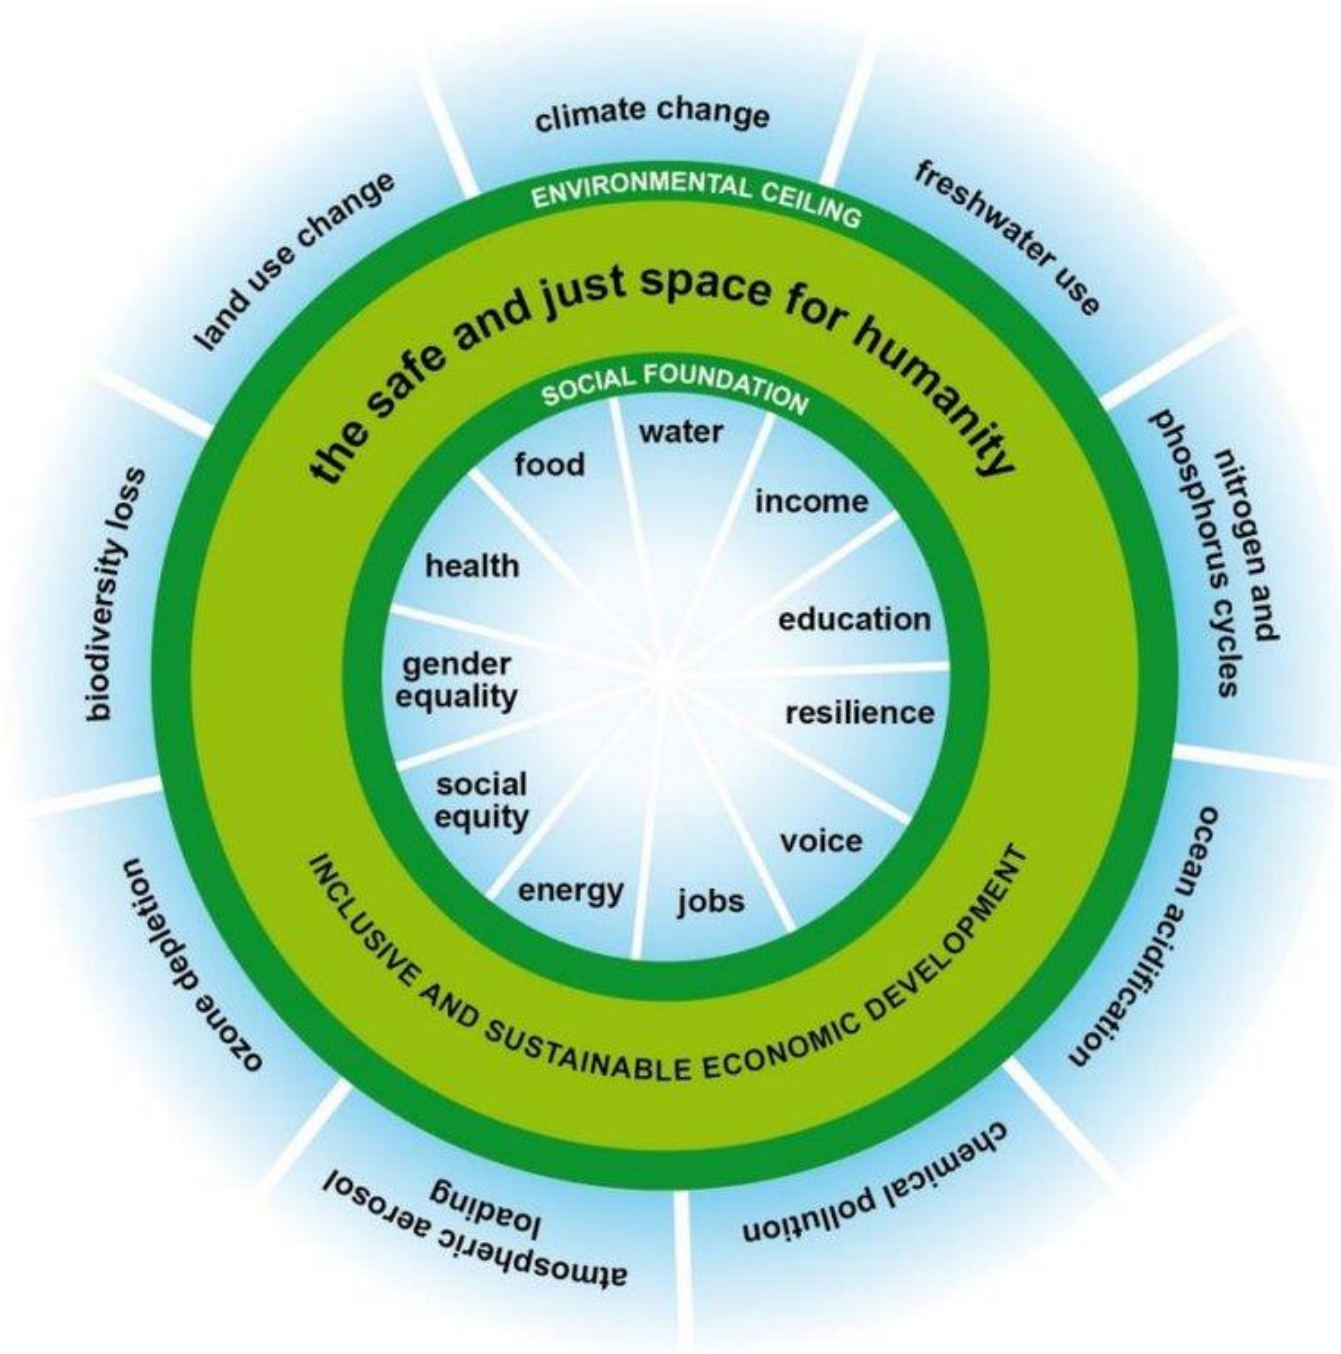 climate change
freshwater use
nitrogen and
phosphorus cycles
ocean acidification
chemical pollution
atmospheric aerosol
loading
ozone depletion
biodiversity loss
land use change
ENVIRONMENTAL CEILING
the safe and just space for humanity
SOCIAL FOUNDATION
water
income
education
resilience
voice
jobs
energy
social
equity
gender
equality
health
food
INCLUSIVE AND SUSTAINABLE ECONOMIC DEVELOPMENT